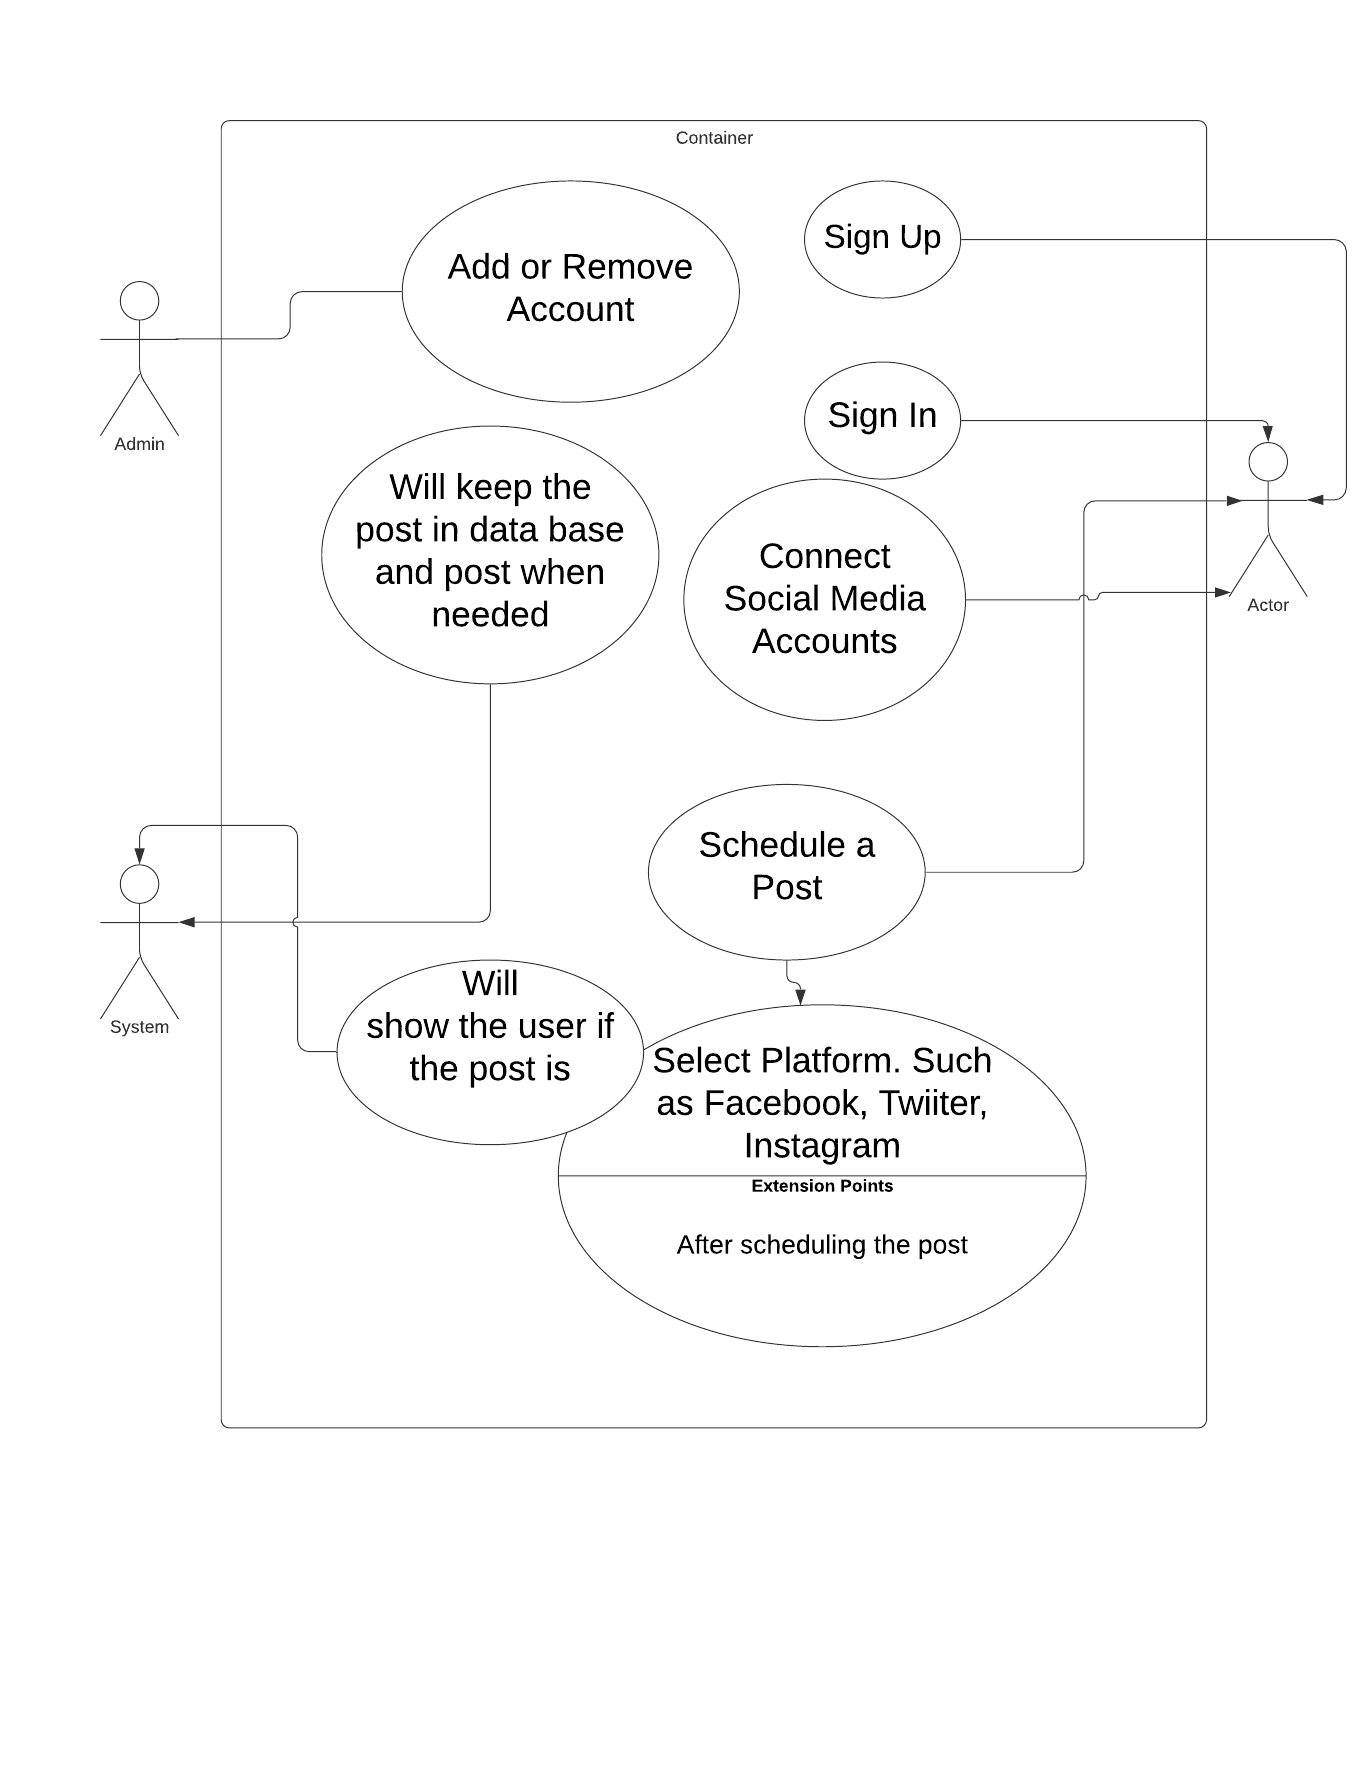 Container
Add or Remove
Account
Sign Up
Admin
Sign In
Will keep the
post in data base
and post when
needed
Connect
Social Media
Accounts
Actor
Schedule a
Post
System
Will
show the user if
the post is
Select Platform. Such
as Facebook, Twiiter,
Instagram
Extension Points
After scheduling the post